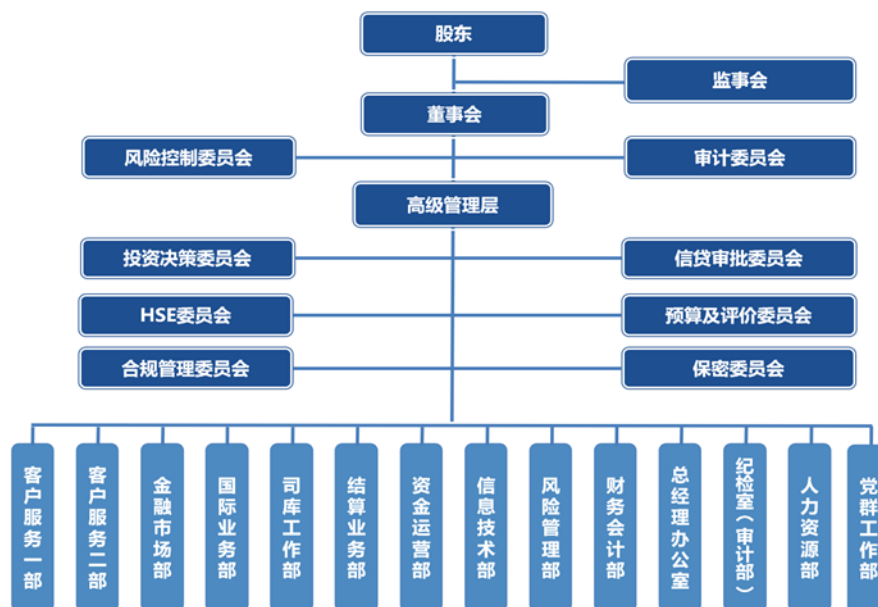 股东
监事会
董事会
风险控制委员会
审计委员会
高级管理层
投资决策委员会
信贷审批委员会
HSE委员会
预算及评价委员会
合规管理委员会
保密委员会
客户服务一部
客户服务二部
金融市场部
国际业务部
司库工作部
结算业务部
资金运营部
信息技术部
风险管理部
财务会计部
总经理办公室
纪检室（审计部）
人力资源部
党群工作部